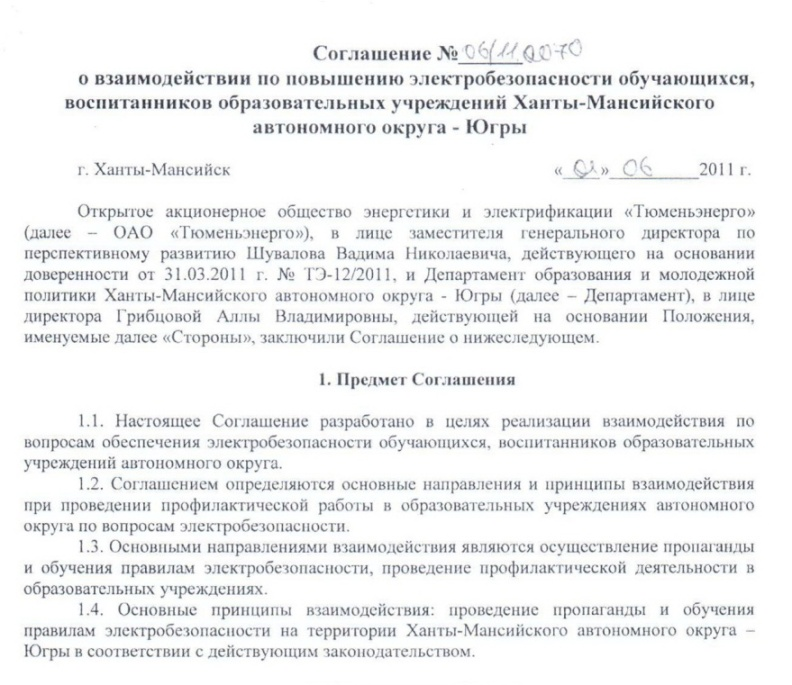 Соглашение № 06/11.0070
о взаимодействии по повышению электробезопасности обучающихся,
воспитанников образовательных учреждений Ханты-Мансийского
автономного округа - Югры
г. Ханты-Мансийск «01» 06 2011 г.
Открытое акционерное общество энергетики и электрификации «Тюменьэнерго»
(далее – ОАО «Тюменьэнерго»), в лице заместителя генерального директора по
перспективному развитию Шувалова Вадима Николаевича, действующего на основании
доверенности от 31.03.2011 г. № ТЭ-12/2011, и Департамент образования и молодежной
политики Ханты-Мансийского автономного округа - Югры (далее – Департамент), в лице
директора Грибцовой Аллы Владимировны, действующей на основании Положения,
именуемые далее «Стороны», заключили Соглашение о нижеследующем.
1. Предмет Соглашения
1.1. Настоящее Соглашение разработано в целях реализации взаимодействия по
вопросам обеспечения электробезопасности обучающихся, воспитанников образовательных
учреждений автономного округа.
1.2. Соглашением определяются основные направления и принципы взаимодействия
при проведении профилактической работы в образовательных учреждениях автономного
округа по вопросам электробезопасности.
1.3. Основными направлениями взаимодействия являются осуществление пропаганды
и обучения правилам электробезопасности, проведение профилактической деятельности в
образовательных учреждениях.
1.4. Основные принципы взаимодействия: проведение пропаганды и обучения
правилам электробезопасности на территории Ханты-Мансийского автономного округа –
Югры в соответствии с действующим законодательством.